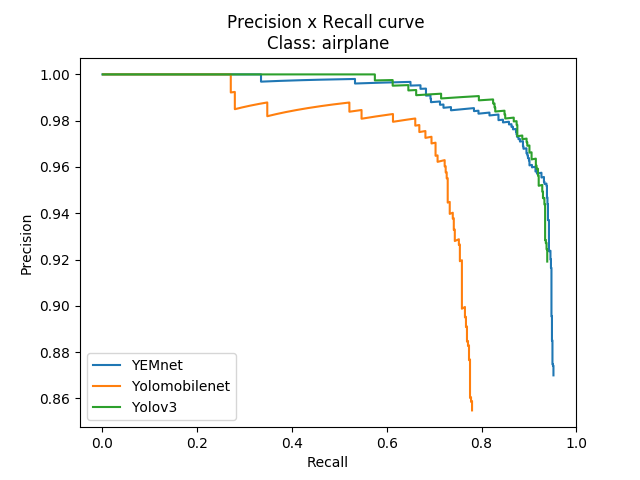 Precision x Recall curve
Class: airplane
1.00
0.98
0.96
0.94
0.92
0.90
0.88
0.86
Precision
YEMnet
Yolomobilenet
Yolov3
0.0 0.2 0.4 0.6 0.8 1.0
Recall